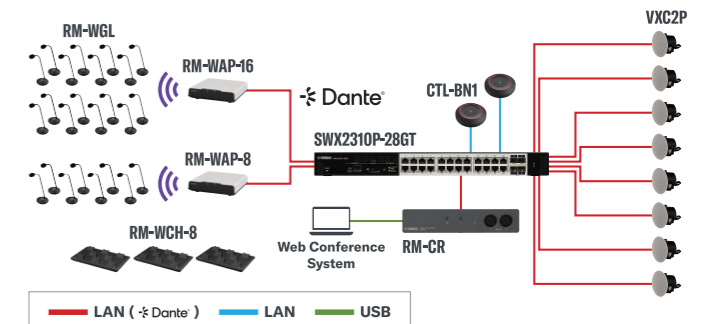 RM-WGL
RM-WAP-16
Dante®
CTL-BN1
VXC2P
SWX2310P-28GT
RM-WAP-8
RM-WCH-8
Web Conference
System
RM-CR
LAN ( Dante® )
LAN
USB